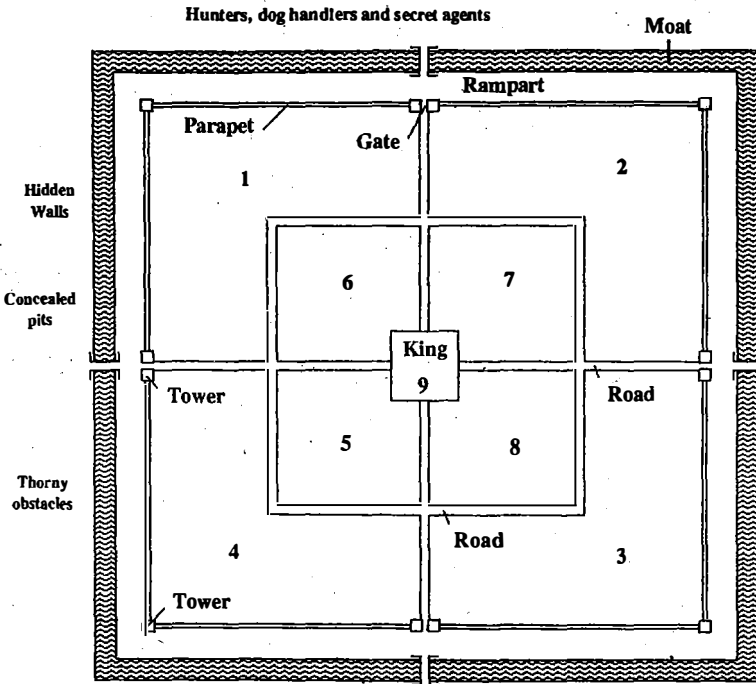 Hunters, dog handlers and secret agents
Moat
Rampart
Parapet
Gate
1
2
Hidden
Walls
6
7
Concealed
pits
King
9
Tower
Road
5
8
Thorny
obstacles
Road
4
3
Tower